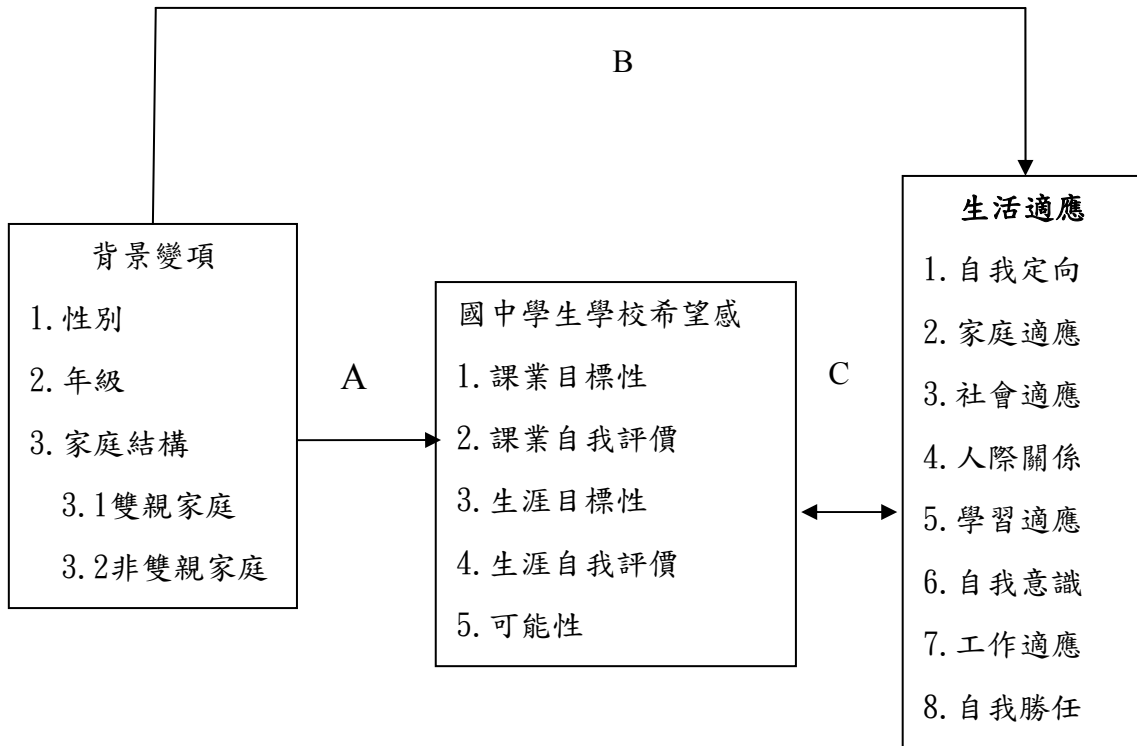 B
背景變項
1.性別
2.年級
3.家庭結構
3.1雙親家庭
3.2非雙親家庭
A
國中學生學校希望感
1.課業目標性
2.課業自我評價
3.生涯目標性
4.生涯自我評價
5.可能性
C
生活適應
1.自我定向
2.家庭適應
3.社會適應
4.人際關係
5.學習適應
6.自我意識
7.工作適應
8.自我勝任